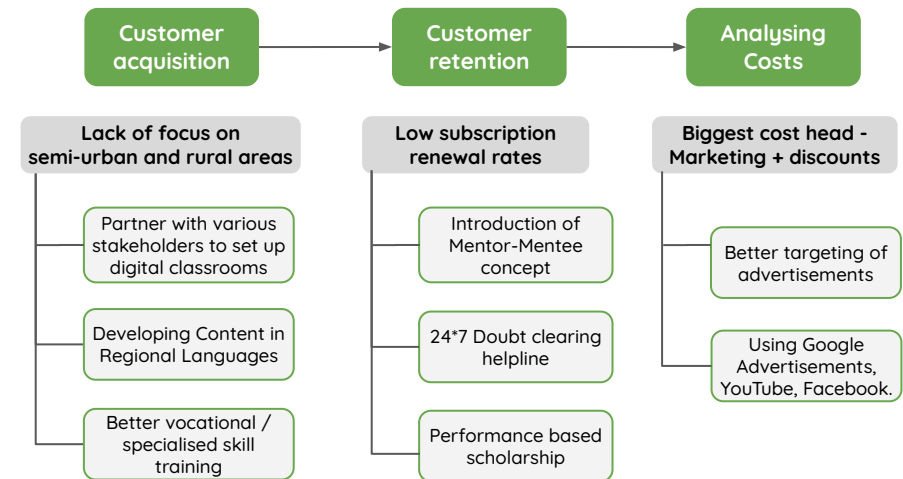 Customer
acquisition
Customer
retention
Analysing
Costs
Lack of focus on
semi-urban and rural areas
Partner with various
stakeholders to set up
digital classrooms
Developing Content in
Regional Languages
Better vocational /
specialised skill
training
Low subscription
renewal rates
Introduction of
Mentor-Mentee
concept
24*7 Doubt clearing
helpline
Performance based
scholarship
Biggest cost head -
Marketing + discounts
Better targeting of
advertisements
Using Google
Advertisements,
YouTube, Facebook.